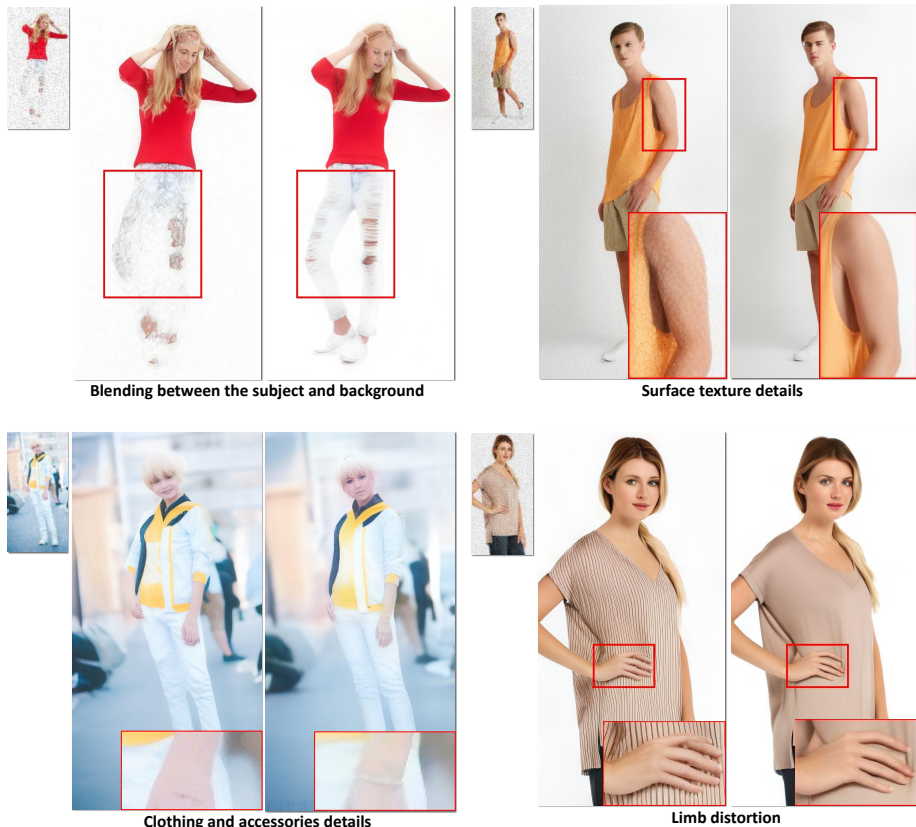 Blending between the subject and background
Surface texture details
Clothing and accessories details
Limb distortion